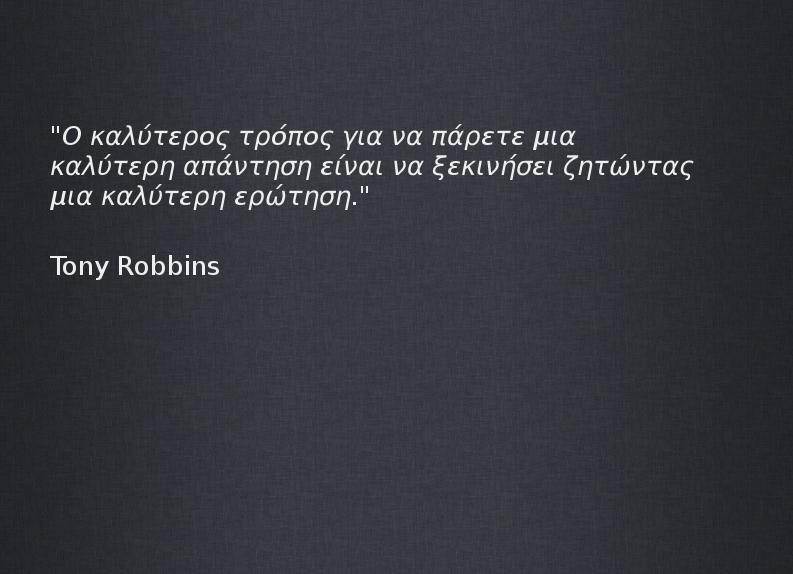 "Ο καλύτερος τρόπος για να πάρετε μια
καλύτερη απάντηση είναι να ξεκινήσει ζητώντας
μια καλύτερη ερώτηση."
Tony Robbins